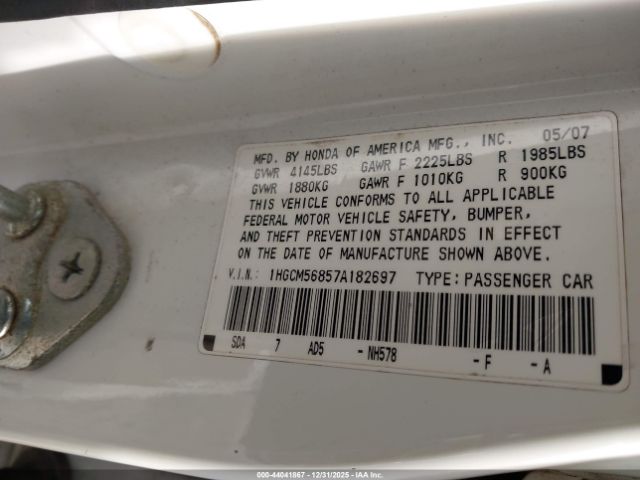 MFD. BY HONDA OF AMERICA MFG., INC. 05/07
GVWR 4145LBS GAWR F 2225LBS R 1985LBS
GVWR 1880KG GAWR F 1010KG R 900KG
THIS VEHICLE CONFORMS TO ALL APPLICABLE
FEDERAL MOTOR VEHICLE SAFETY, BUMPER,
AND THEFT PREVENTION STANDARDS IN EFFECT
ON THE DATE OF MANUFACTURE SHOWN ABOVE.
V.I.N: 1HGCM56857A182697 TYPE: PASSENGER CAR
SDA 7 AD5 -NH578 -F -A
000-44041867 - 12/31/2025 - IAA Inc.